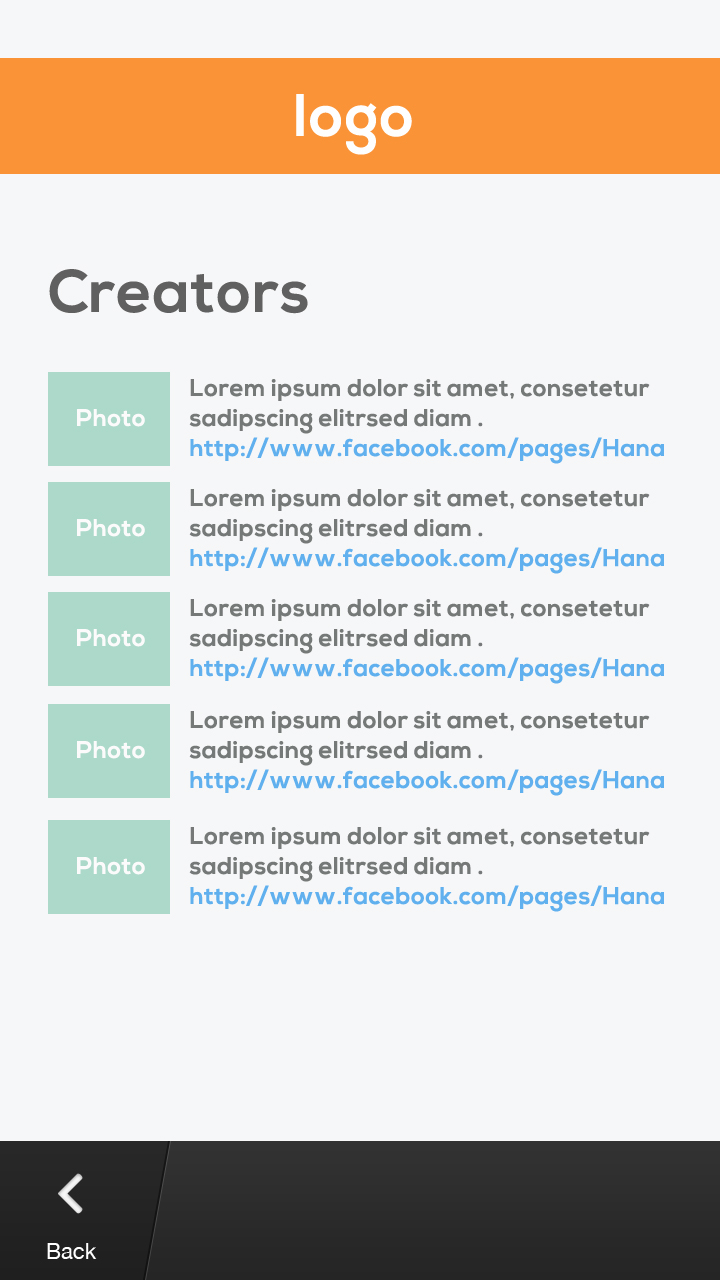 logo
Creators
Photo
Lorem ipsum dolor sit amet, consetetur
sadipscing elitrsed diam .
http://www.facebook.com/pages/Hana
Photo
Lorem ipsum dolor sit amet, consetetur
sadipscing elitrsed diam .
http://www.facebook.com/pages/Hana
Photo
Lorem ipsum dolor sit amet, consetetur
sadipscing elitrsed diam .
http://www.facebook.com/pages/Hana
Photo
Lorem ipsum dolor sit amet, consetetur
sadipscing elitrsed diam .
http://www.facebook.com/pages/Hana
Photo
Lorem ipsum dolor sit amet, consetetur
sadipscing elitrsed diam .
http://www.facebook.com/pages/Hana
Back